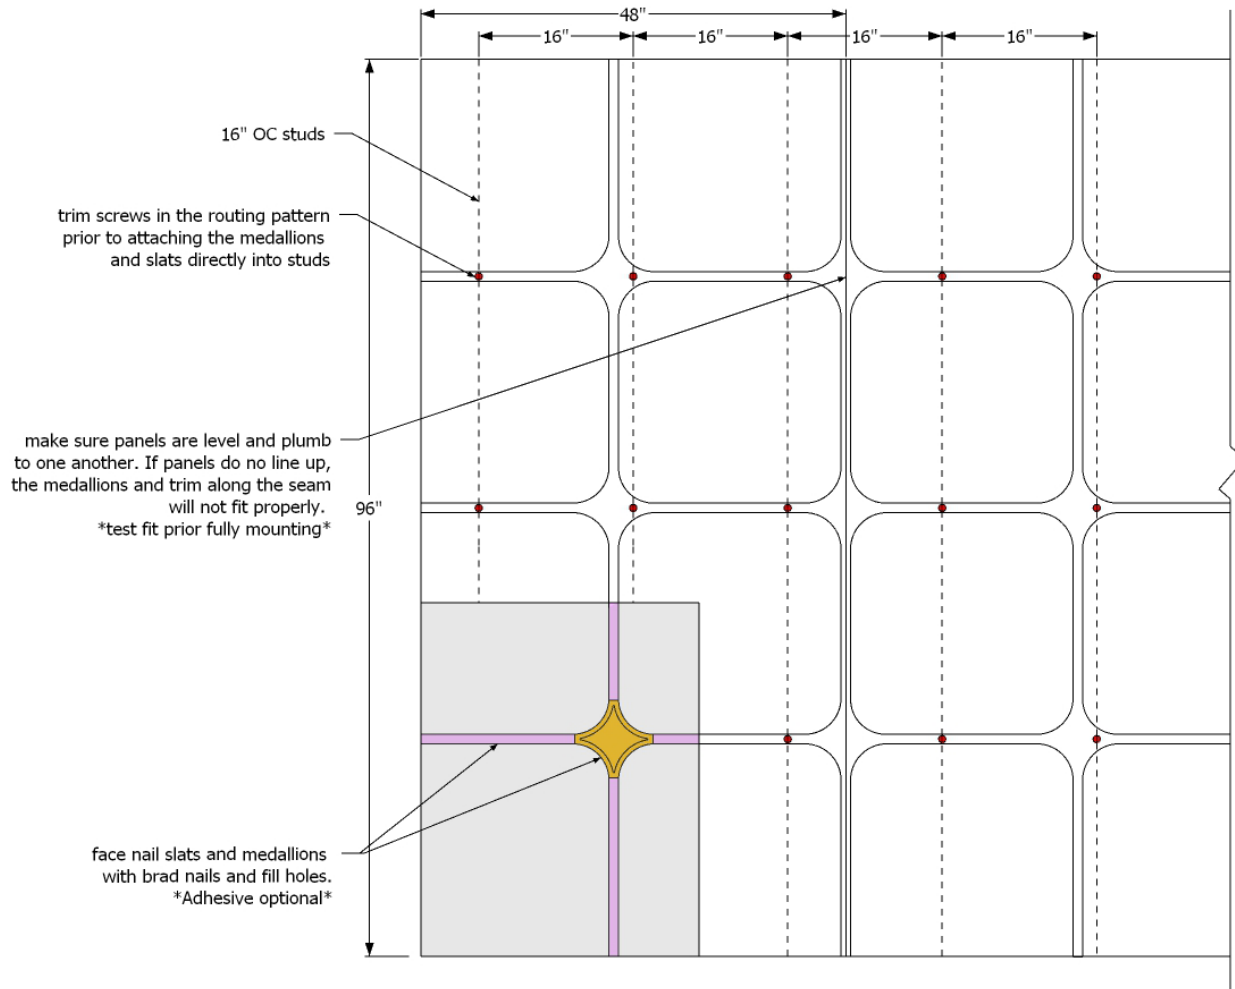 48"
16"
16"
16"
16"
16" OC studs
trim screws in the routing pattern
prior to attaching the medallions
and slats directly into studs
make sure panels are level and plumb
to one another. If panels do no line up,
the medallions and trim along the seam
will not fit properly.
*test fit prior fully mounting*
96"
face nail slats and medallions
with brad nails and fill holes.
*Adhesive optional*